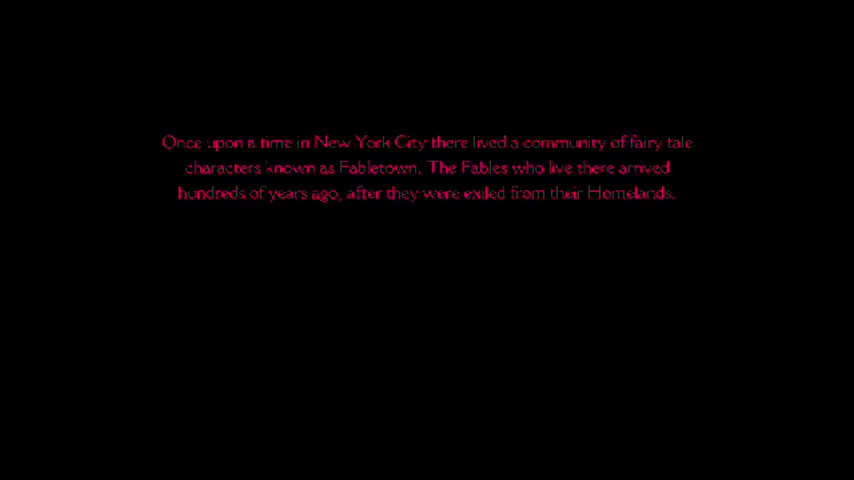 Once upon a time in New York City there lived a community of fairy tale
characters known as Fabletown. The Fables who live there arrived
hundreds of years ago, after they were exiled from their Homelands.